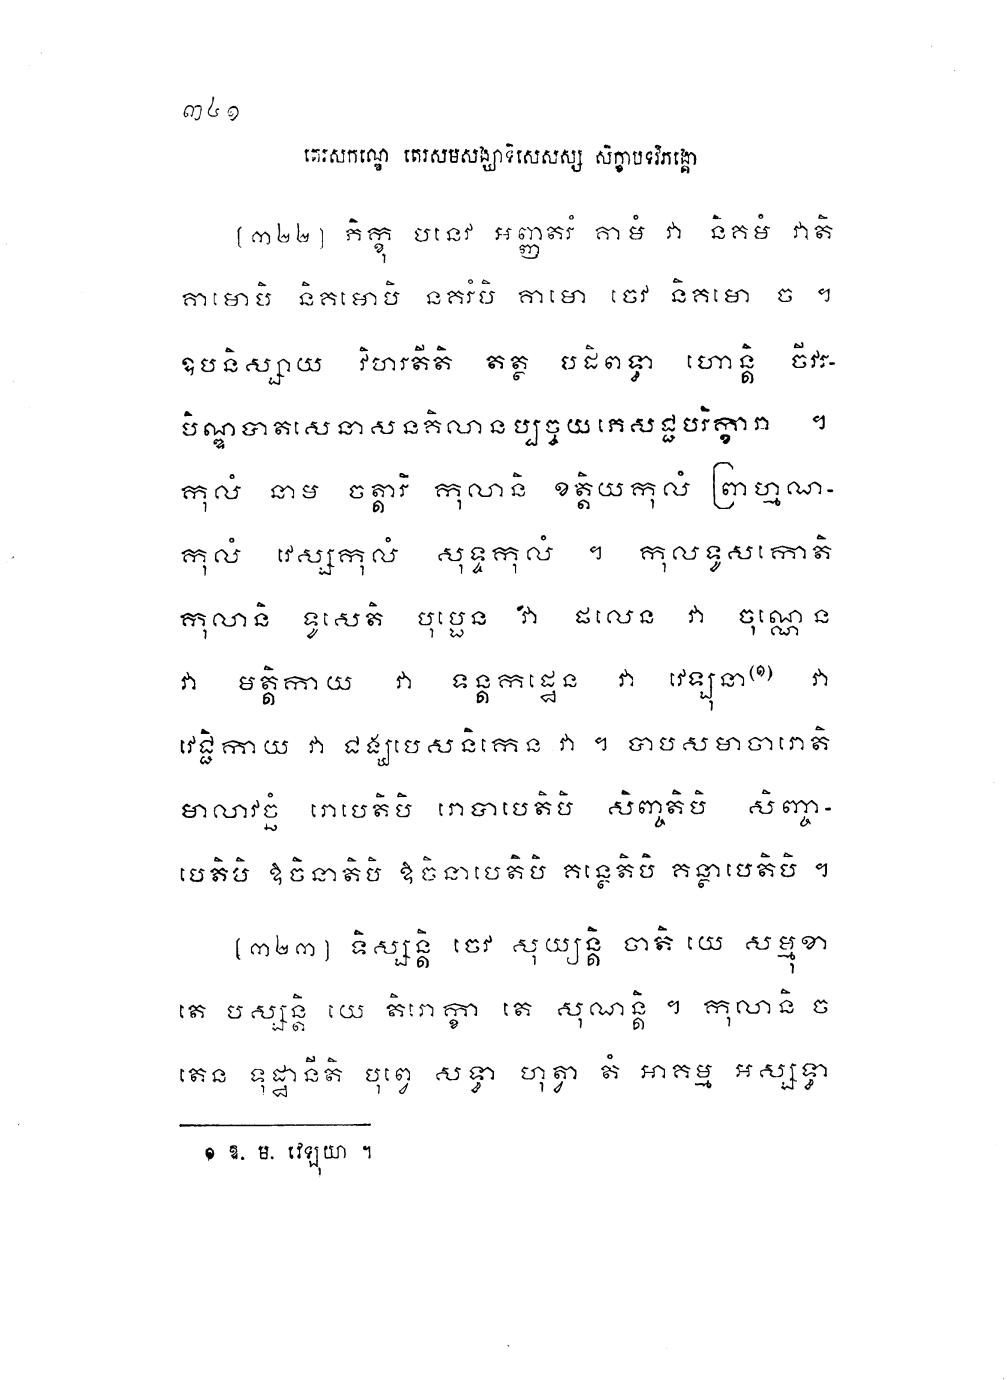 ៣៤១
តេរសកណ្ឌេ តេរសមសង្ឃាទិសេសស្ស សិក្ខាបទវិភង្គោ
(៣២២) ភិក្ខុ បនេវ អញ្ញតរំ គាមំ វា និគមំ វាតិ
គាមោបិ និគមោបិ នគរំបិ គាមោ ចេវ និគមោ ច ។
ឧបនិស្សាយ វិហរតីតិ តត្ថ បដិពទ្ធា ហោន្តិ ចីវរ-
បិណ្ឌបាតសេនាសនគិលានប្បច្ចយភេសជ្ជបរិក្ខារា ។
កុលំ នាម ចត្តារិ កុលានិ ខត្តិយកុលំ ព្រាហ្មណ-
កុលំ វេស្សកុលំ សុទ្ទកុលំ ។ កុលទូសកោតិ
កុលានិ ទូសេតិ បុប្ផេន វា ផលេន វា ចុណ្ណេន
វា មត្តិកាយ វា ទន្តកដ្ឋេន វា វេឡុនា(១) វា
វេជ្ជិកាយ វា ជង្ឃបេសនិកេន វា ។ បាបសមាចារោតិ
មាលាវច្ឆំ រោបេតិបិ រោបាបេតិបិ សិញ្ចតិបិ សិញ្ចា-
បេតិបិ ឱចិនាតិបិ ឱចិនាបេតិបិ គន្ថេតិបិ គន្ថាបេតិបិ ។
(៣២៣) ទិស្សន្តិ ចេវ សុយ្យន្តិ ចាតិ យេ សម្មុខា
តេ បស្សន្តិ យេ តិរោក្ខា តេ សុណន្តិ ។ កុលានិ ច
តេន ទុដ្ឋានីតិ បុព្វេ សទ្ធា ហុត្វា តំ អាគម្ម អស្សទ្ធា
១ ឱ. ម. វេឡុយា ។